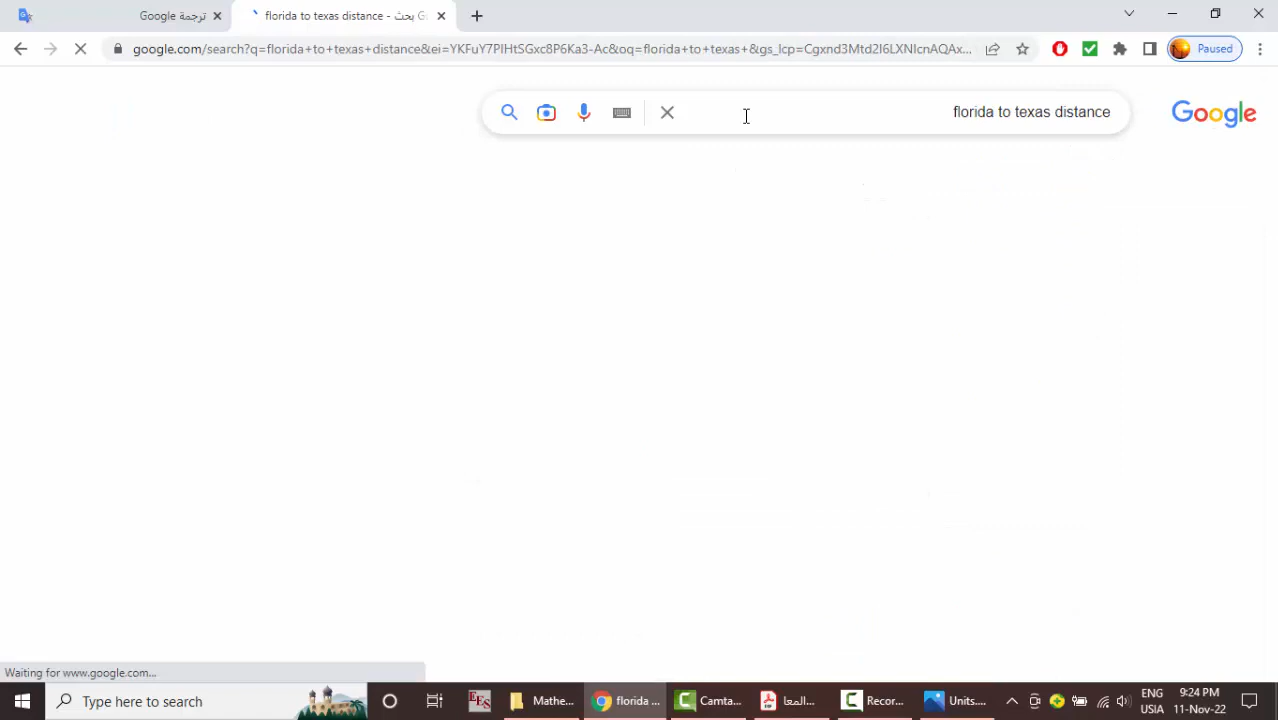 ترجمة Google
florida to texas distance - بحث G
google.com/search?q=florida+to+texas+distance&ei=YKFuY7PIHtSGxc8P6Ka3-Ac&oq=florida+to+texas+&gs_lcp=Cgxnd3Mtd2l6LXNlcnAQAx...
Paused
florida to texas distance
Google
Waiting for www.google.com...
Type here to search
EES
Mathe...
florida ...
Camta...
المعا...
Recor...
Units....
ENG
USA
9:24 PM
11-Nov-22